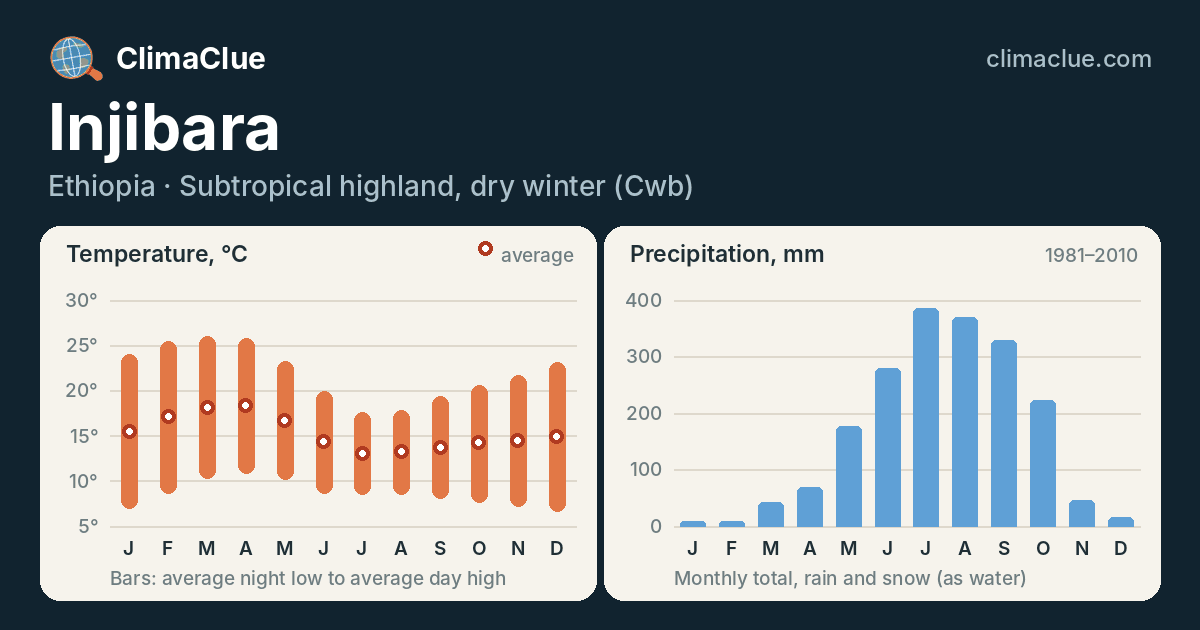 ClimaClue
climaclue.com
Injibara
Ethiopia · Subtropical highland, dry winter (Cwb)
Temperature, °C
average
30°
25°
20°
15°
10°
5°
J F M A M J J A S O N D
Bars: average night low to average day high
Precipitation, mm
1981–2010
400
300
200
100
0
J F M A M J J A S O N D
Monthly total, rain and snow (as water)